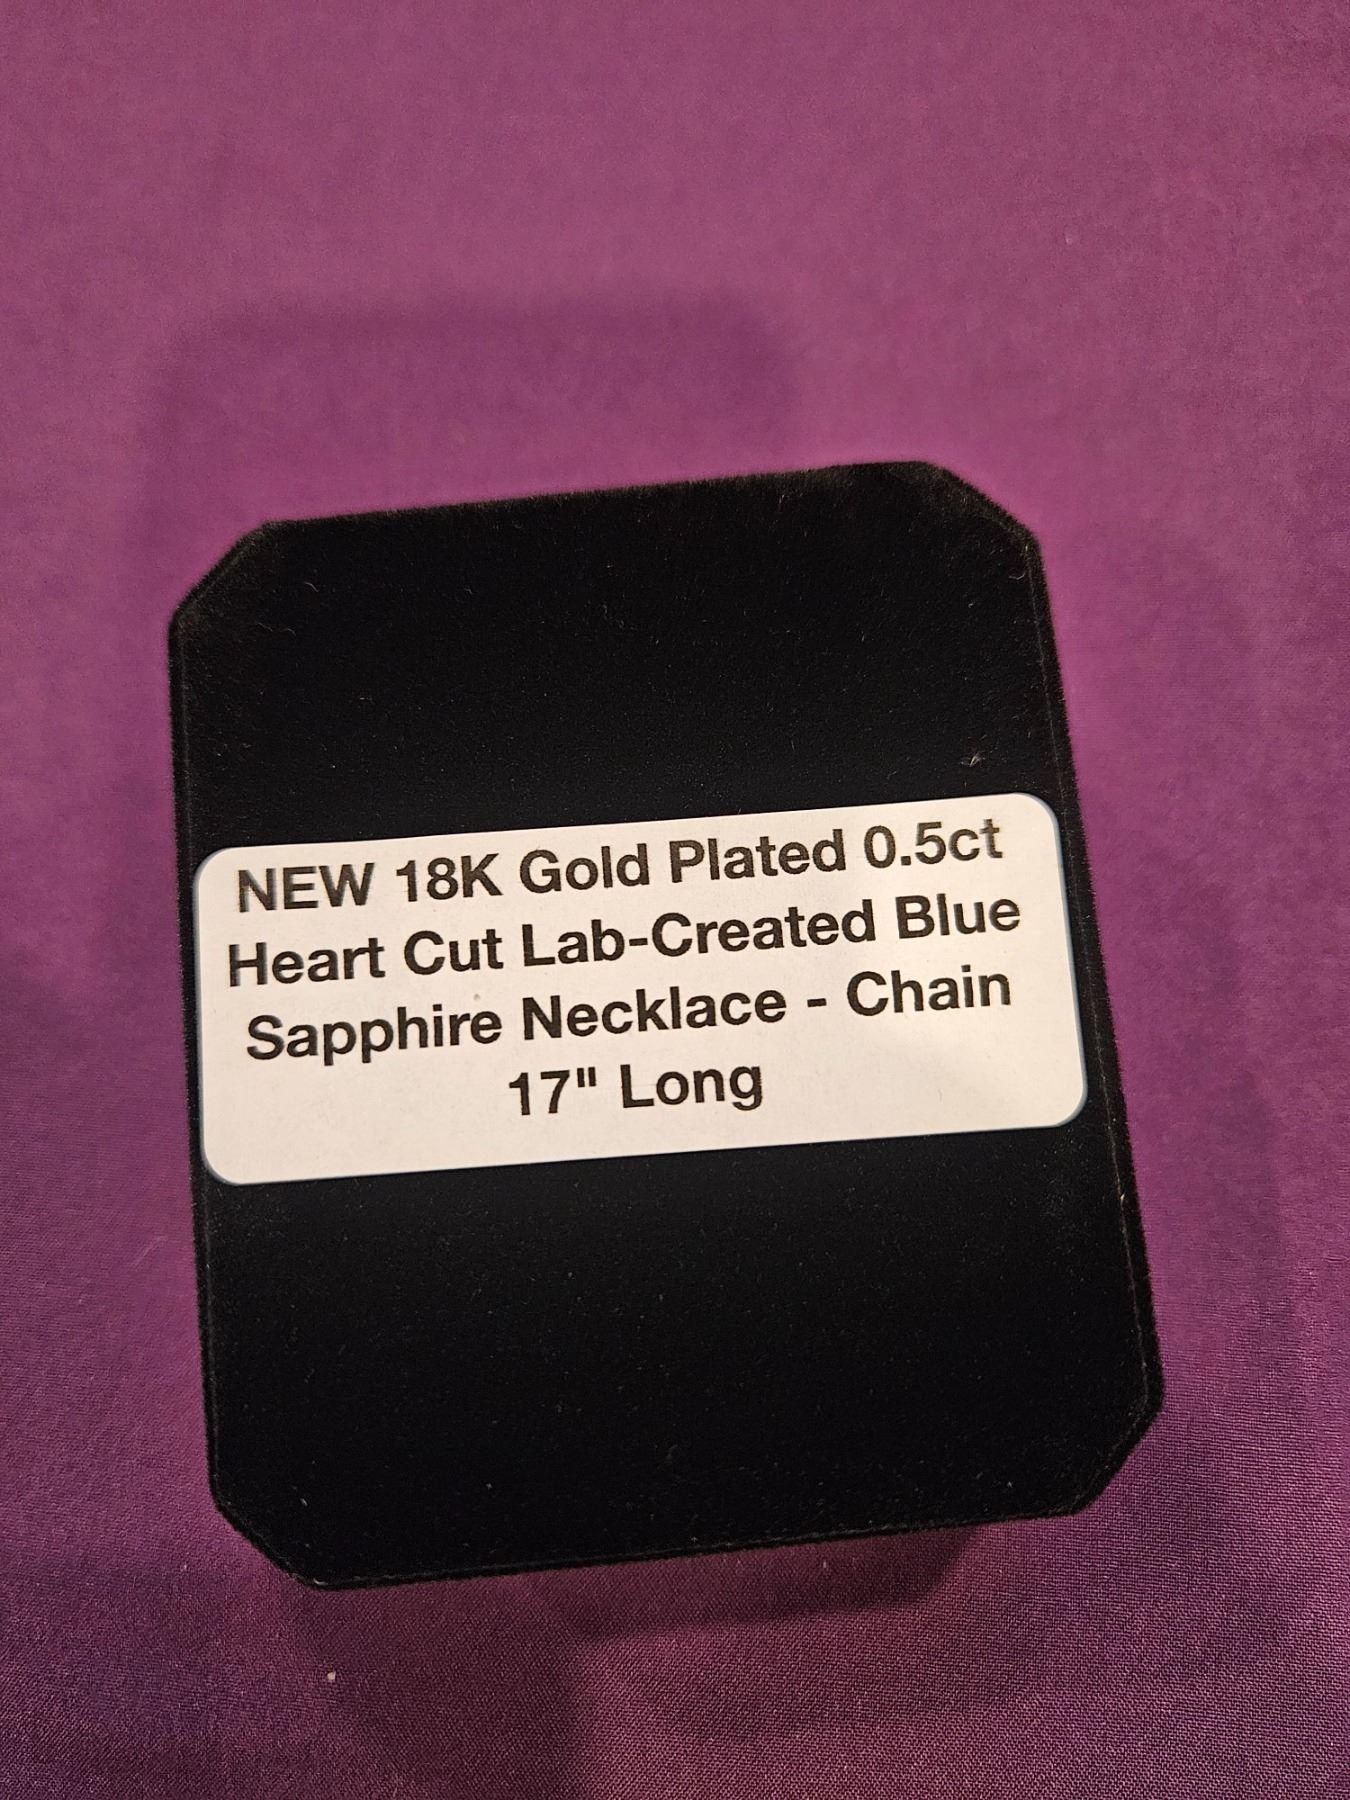 NEW 18K Gold Plated 0.5ct
Heart Cut Lab-Created Blue
Sapphire Necklace - Chain
17" Long